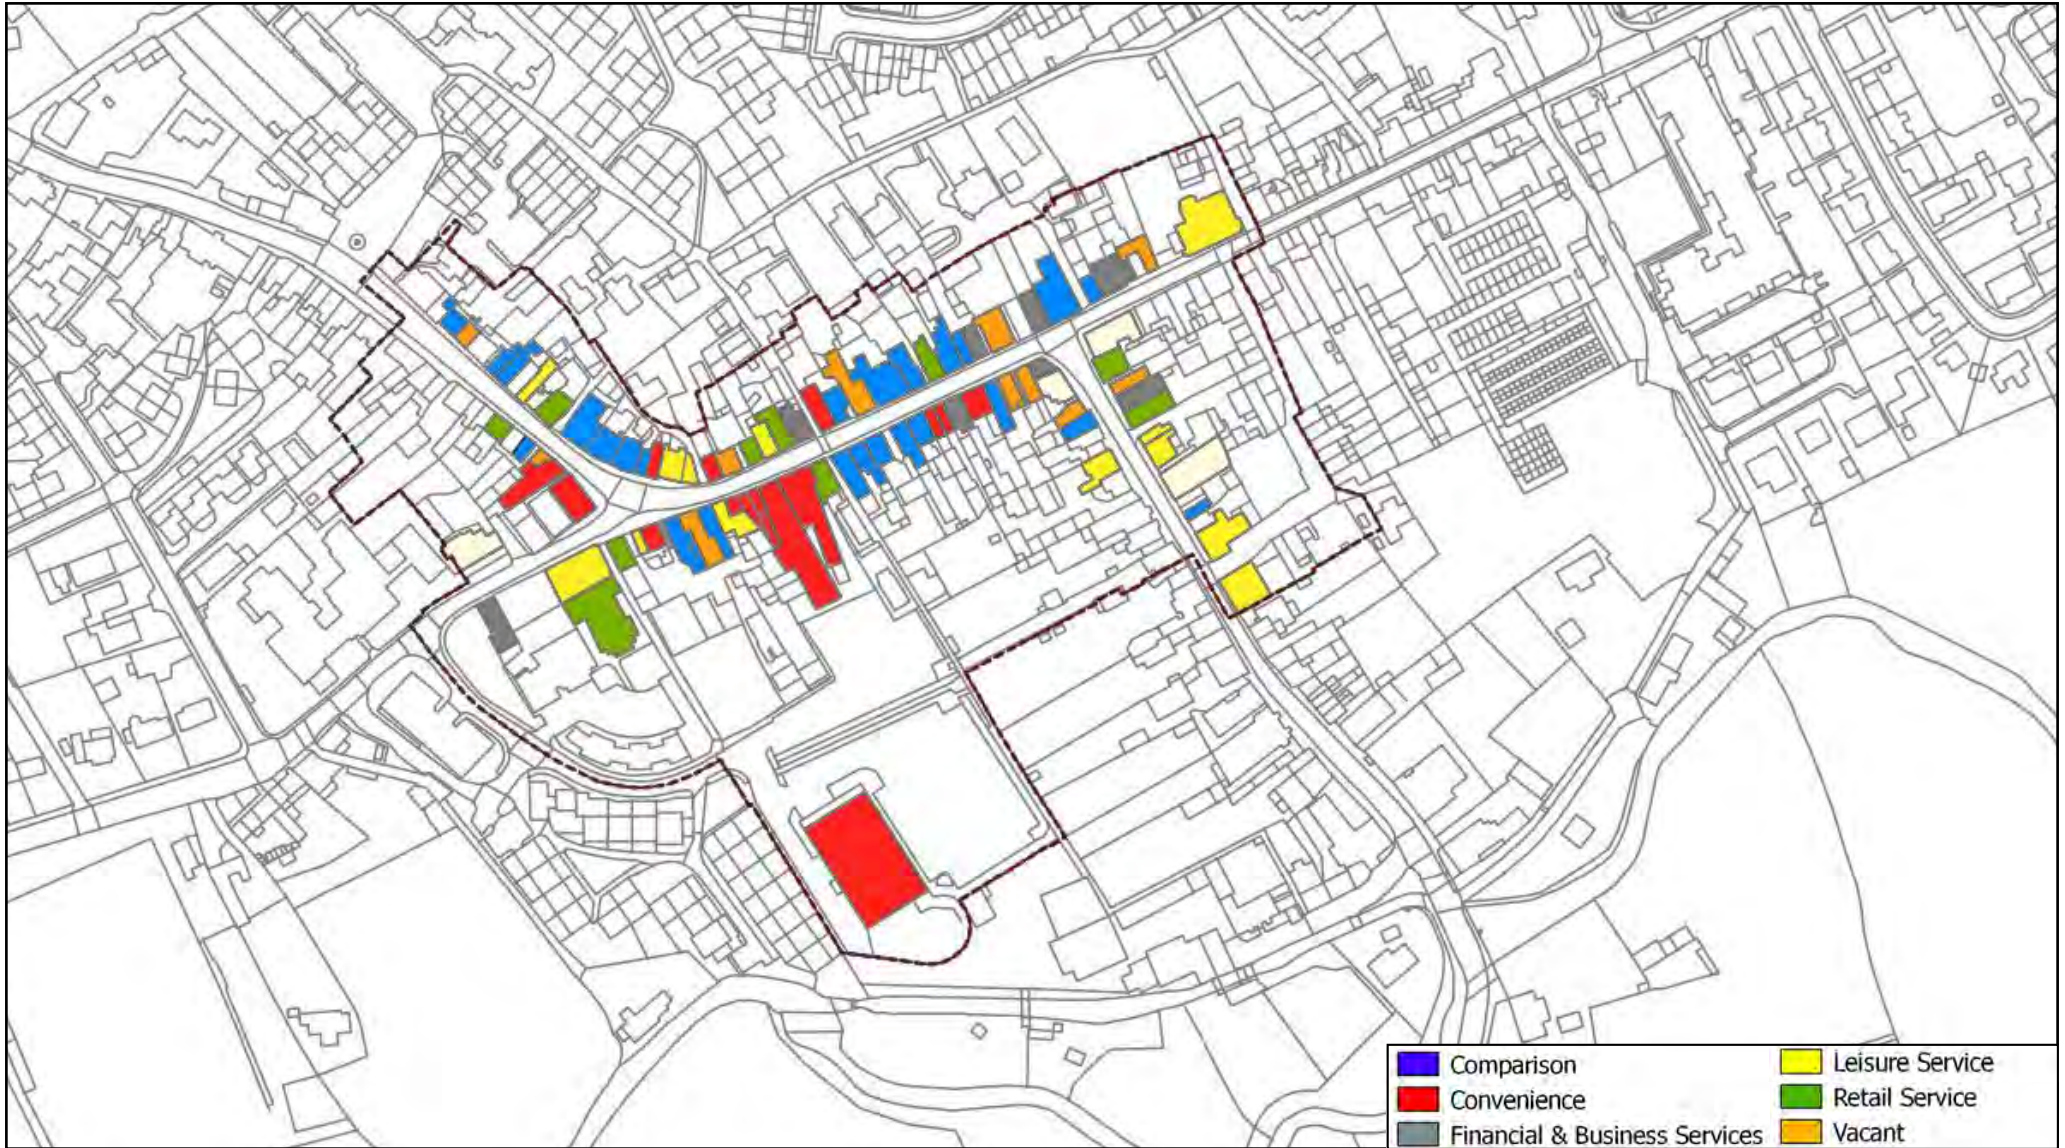 Comparison
Convenience
Financial & Business Services
Leisure Service
Retail Service
Vacant